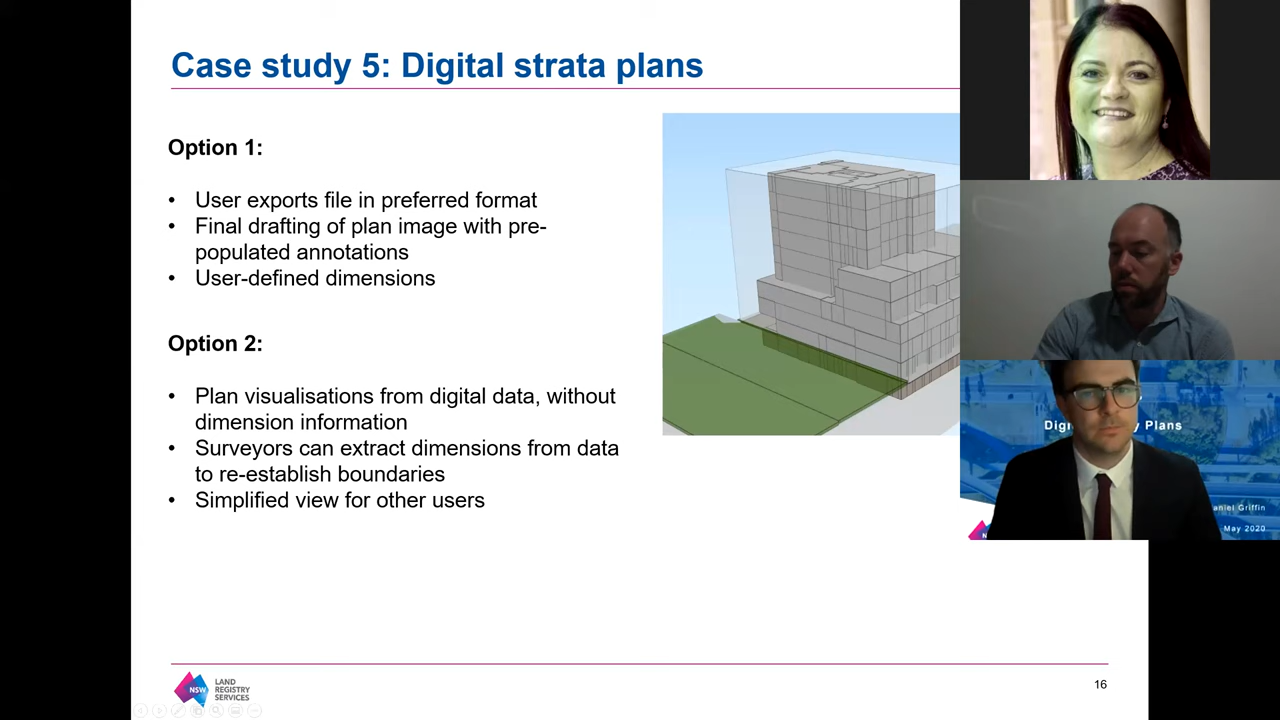 Case study 5: Digital strata plans
Option 1:
• User exports file in preferred format
• Final drafting of plan image with pre-
populated annotations
• User-defined dimensions
Option 2:
• Plan visualisations from digital data, without
dimension information
• Surveyors can extract dimensions from data
to re-establish boundaries
• Simplified view for other users
Plans
Griffin
May 2020
NSW
LAND
REGISTRY
SERVICES
16